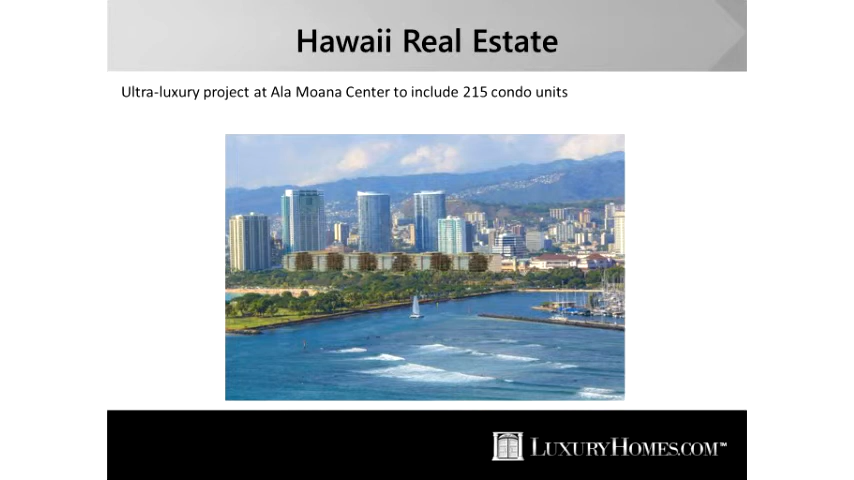 Hawaii Real Estate
Ultra-luxury project at Ala Moana Center to include 215 condo units
LUXURYHOMES.COM™